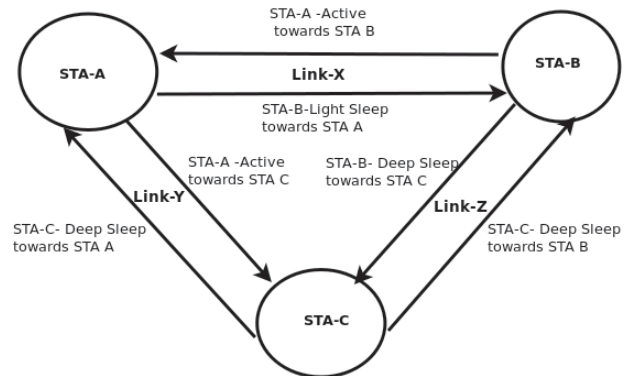 STA-A -Active
towards STA B
STA-A
STA-B
Link-X
STA-B-Light Sleep
towards STA A
STA-A -Active
towards STA C
STA-B- Deep Sleep
towards STA C
Link-Y
Link-Z
STA-C- Deep Sleep
towards STA A
STA-C- Deep Sleep
towards STA B
STA-C